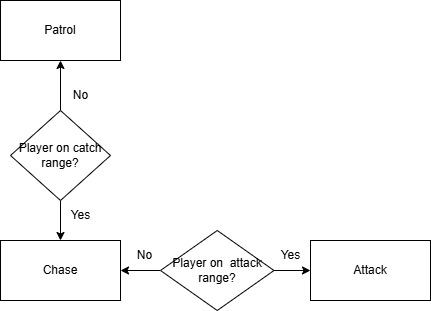 Patrol
No
Player on catch
range?
Yes
No
Player on  attack
range?
Yes
Chase
Attack